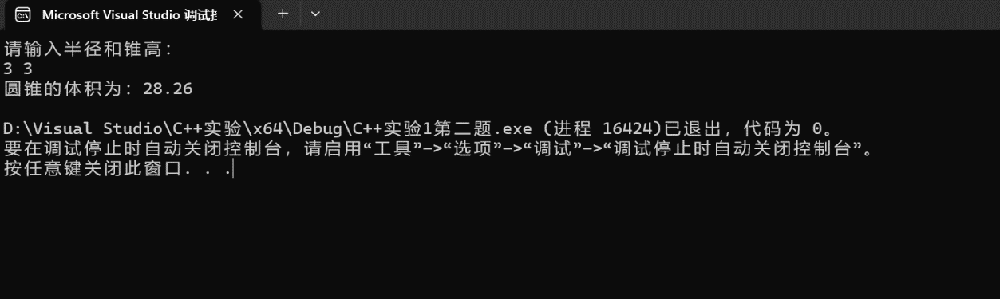 Microsoft Visual Studio 调试
请输入半径和锥高:
3 3
圆锥的体积为: 28.26
D:\Visual Studio\C++实验\x64\Debug\C++实验1第二题.exe (进程 16424)已退出，代码为 0。
要在调试停止时自动关闭控制台，请启用“工具”->“选项”->“调试”->“调试停止时自动关闭控制台”。
按任意键关闭此窗口. . .